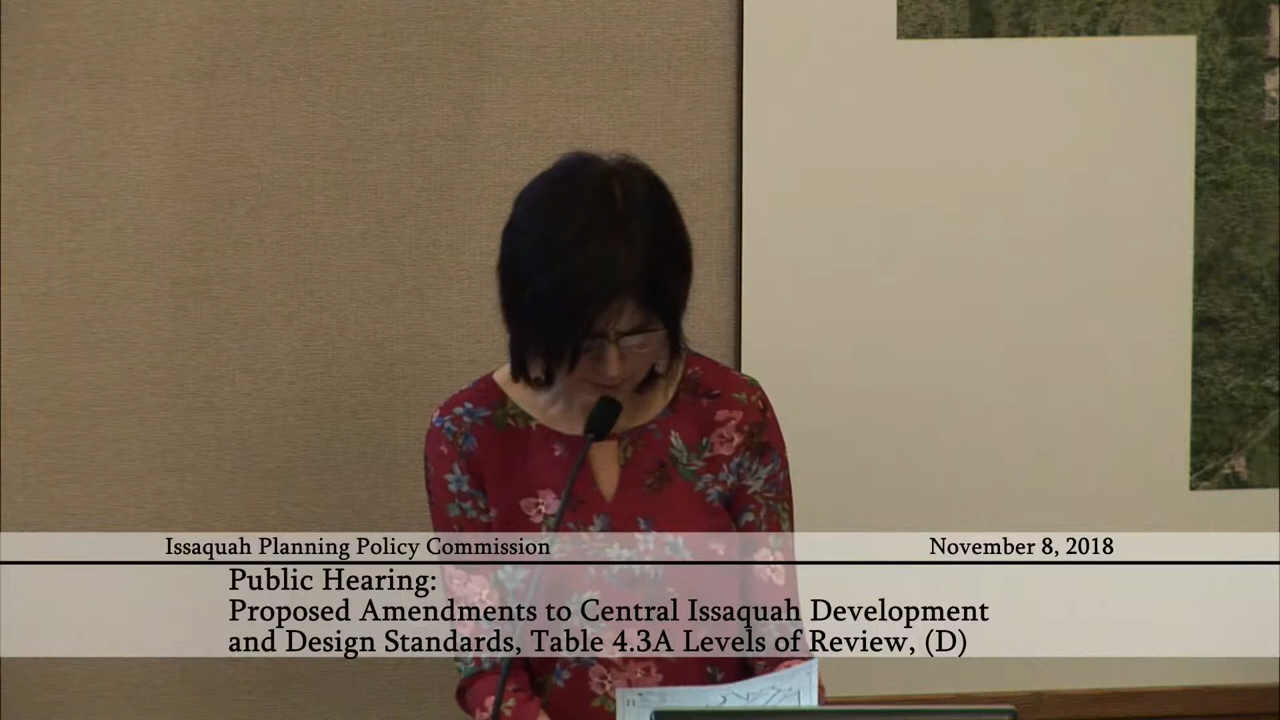 Issaquah Planning Policy Commission November 8, 2018
Public Hearing:
Proposed Amendments to Central Issaquah Development
and Design Standards, Table 4.3A Levels of Review, (D)